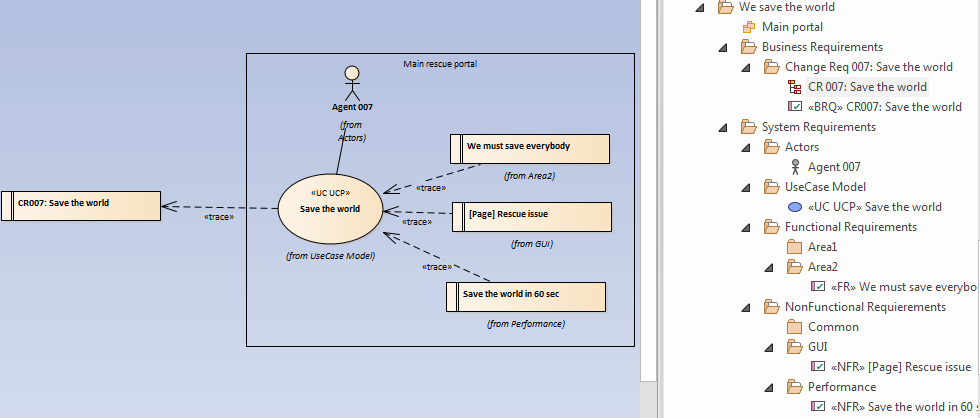 Main rescue portal
Agent 007
(from
Actors)
We must save everybody
(from Area2)
«trace»
CR007: Save the world
«trace»
«UC UCP»
Save the world
(from UseCase Model)
[Page] Rescue issue
«trace»
(from GUI)
«trace»
Save the world in 60 sec
(from Performance)
We save the world
Main portal
Business Requirements
Change Req 007: Save the world
CR 007: Save the world
«BRQ» CR007: Save the world
System Requirements
Actors
Agent 007
UseCase Model
«UC UCP» Save the world
Functional Requirements
Area1
Area2
«FR» We must save everybo
NonFunctional Requierements
Common
GUI
«NFR» [Page] Rescue issue
Performance
«NFR» Save the world in 60 s